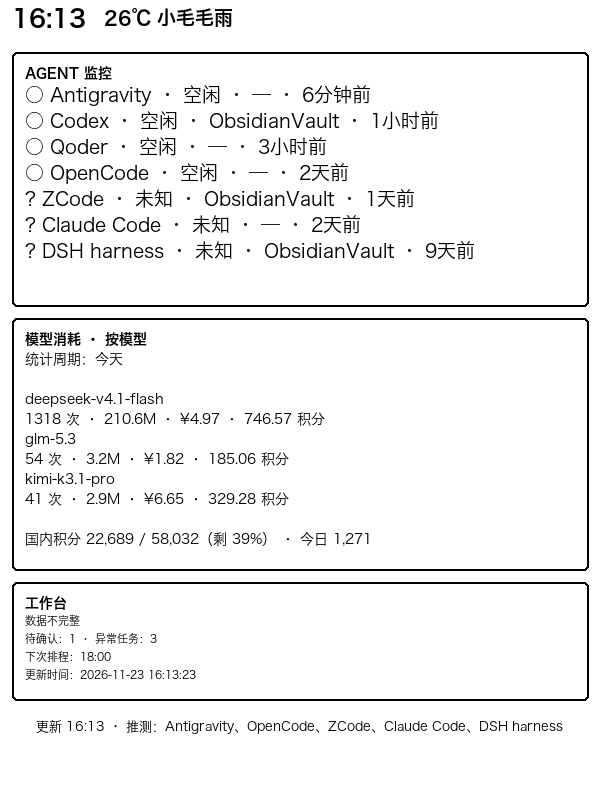 16:13 26℃ 小毛毛雨
AGENT 监控
○ Antigravity · 空闲 · — · 6分钟前
○ Codex · 空闲 · ObsidianVault · 1小时前
○ Qoder · 空闲 · — · 3小时前
○ OpenCode · 空闲 · — · 2天前
? ZCode · 未知 · ObsidianVault · 1天前
? Claude Code · 未知 · — · 2天前
? DSH harness · 未知 · ObsidianVault · 9天前
模型消耗 · 按模型
统计周期：今天
deepseek-v4.1-flash
1318 次 · 210.6M · ¥4.97 · 746.57 积分
glm-5.3
54 次 · 3.2M · ¥1.82 · 185.06 积分
kimi-k3.1-pro
41 次 · 2.9M · ¥6.65 · 329.28 积分
国内积分 22,689 / 58,032（剩 39%） · 今日 1,271
工作台
数据不完整
待确认：1 · 异常任务：3
下次排程：18:00
更新时间：2026-11-23 16:13:23
更新 16:13 · 推测：Antigravity、OpenCode、ZCode、Claude Code、DSH harness